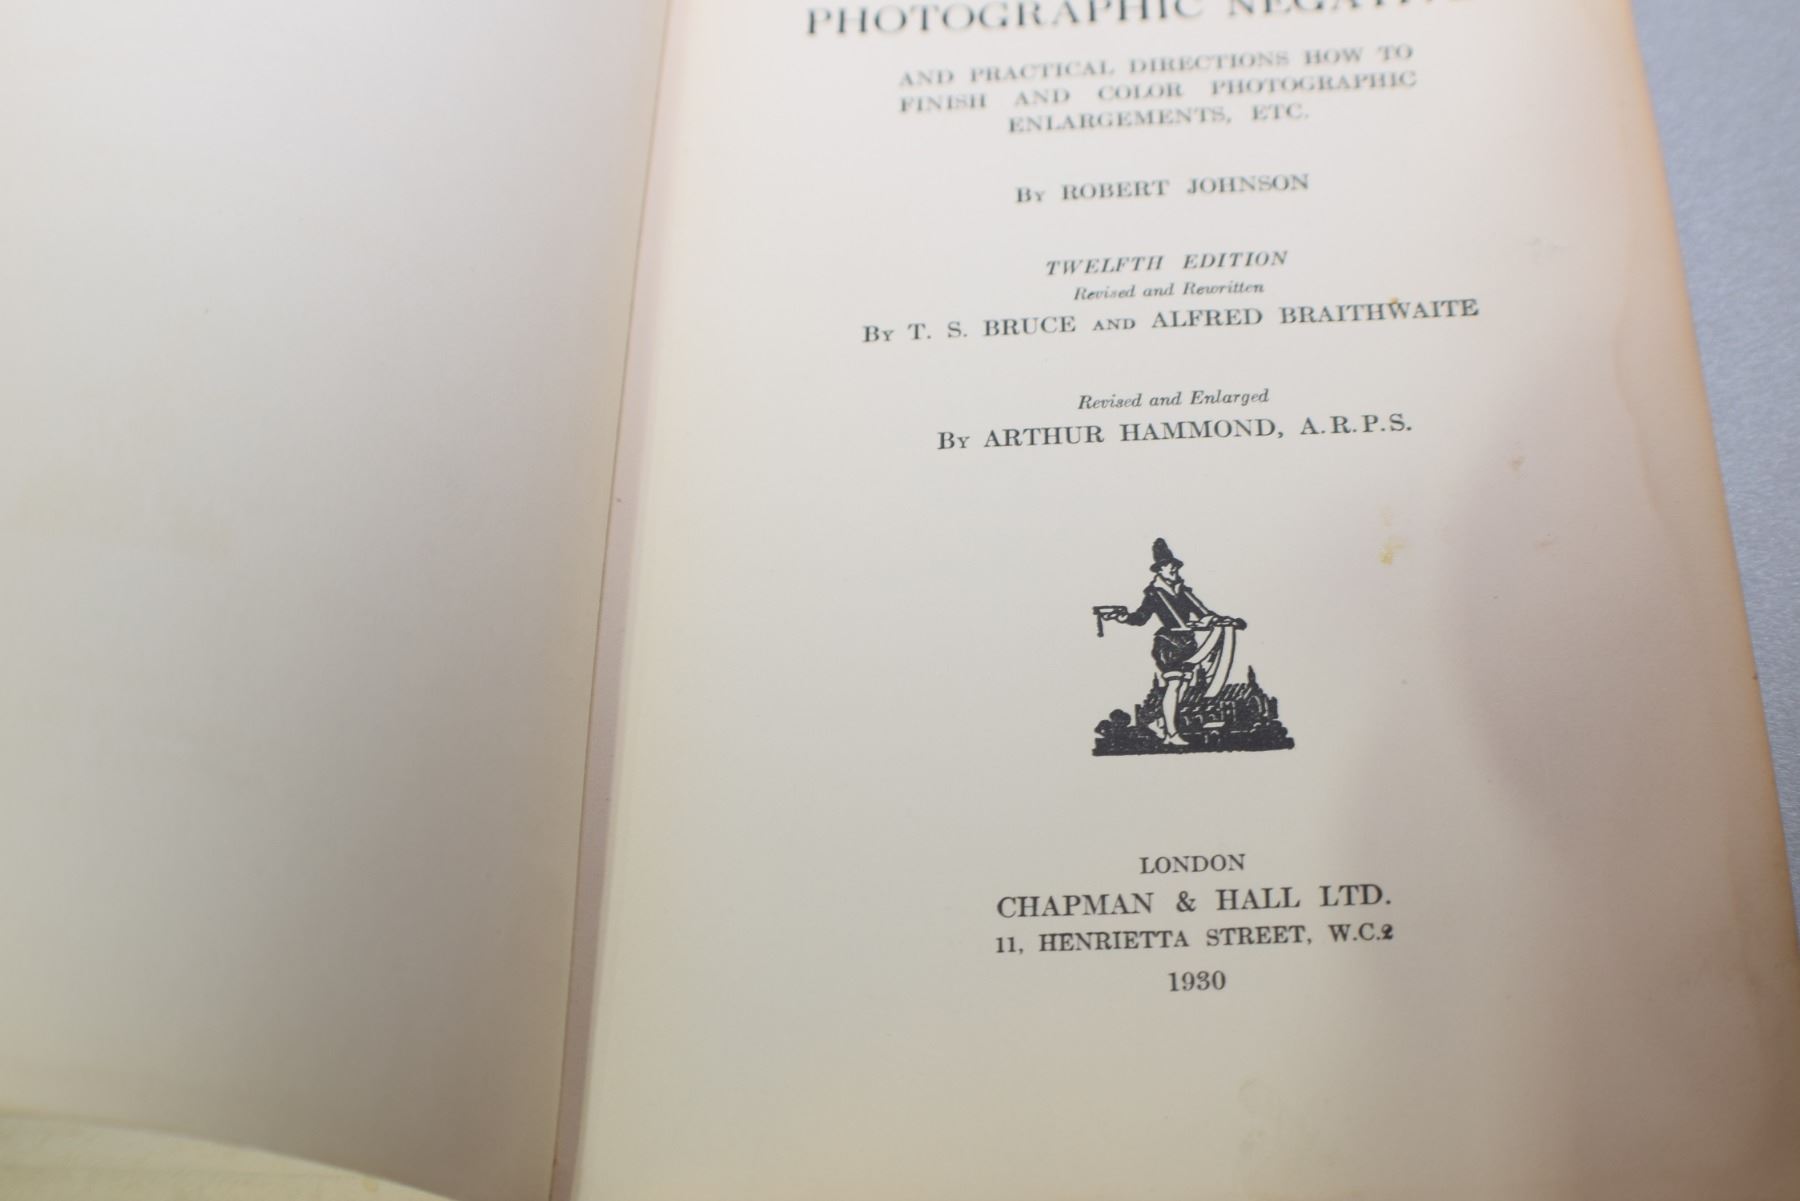 PHOTOGRAPHIC NEGATIVE
AND PRACTICAL DIRECTIONS HOW TO
FINISH AND COLOR PHOTOGRAPHIC
ENLARGEMENTS, ETC.
BY ROBERT JOHNSON
TWELFTH EDITION
Revised and Rewritten
BY T. S. BRUCE AND ALFRED BRAITHWAITE
Revised and Enlarged
BY ARTHUR HAMMOND, A.R.P.S.
LONDON
CHAPMAN & HALL LTD.
11, HENRIETTA STREET, W.C.2
1930